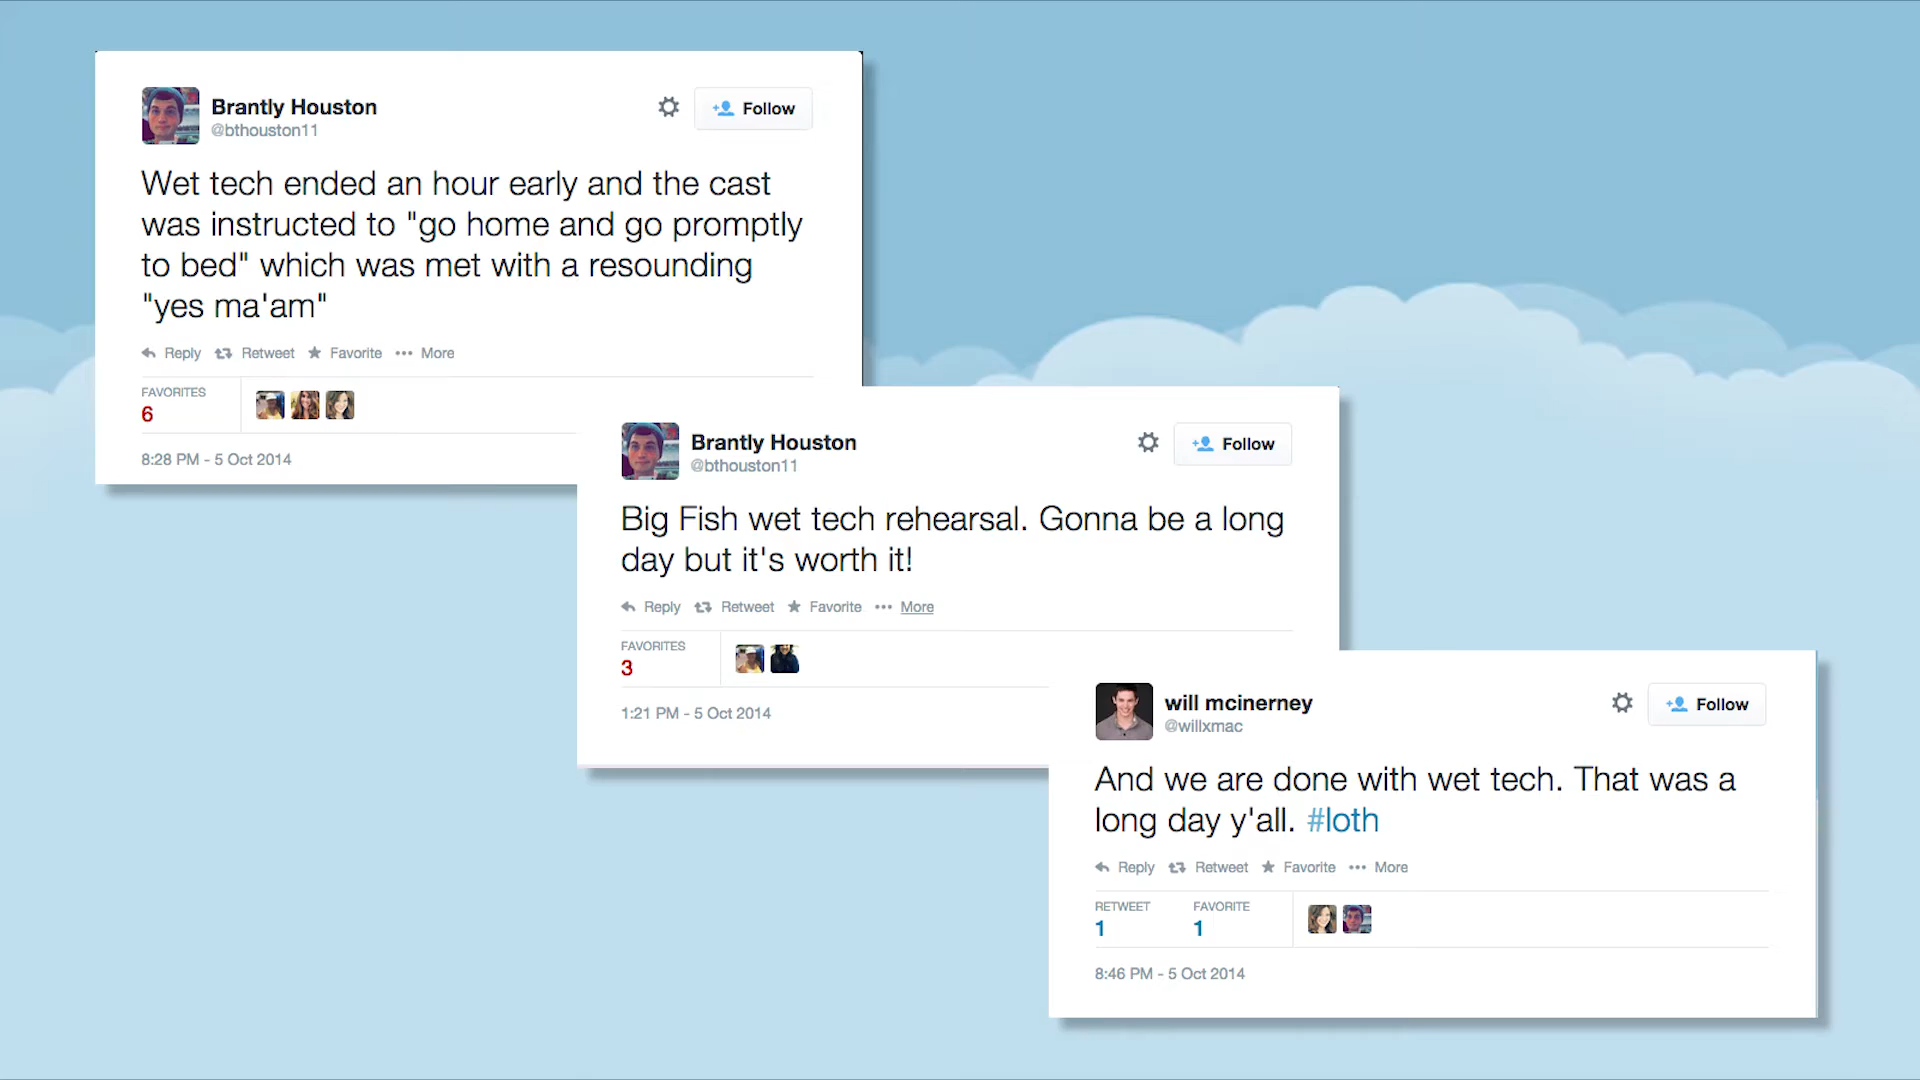 Brantly Houston
@bthouston11
Follow
Wet tech ended an hour early and the cast
was instructed to "go home and go promptly
to bed" which was met with a resounding
"yes ma'am"
Reply Retweet Favorite More
FAVORITES
6
8:28 PM - 5 Oct 2014
Brantly Houston
@bthouston11
Follow
Big Fish wet tech rehearsal. Gonna be a long
day but it's worth it!
Reply Retweet Favorite More
FAVORITES
3
1:21 PM - 5 Oct 2014
will mcinerney
@willxmac
Follow
And we are done with wet tech. That was a
long day y'all. #loth
Reply Retweet Favorite More
RETWEET FAVORITE
1 1
8:46 PM - 5 Oct 2014